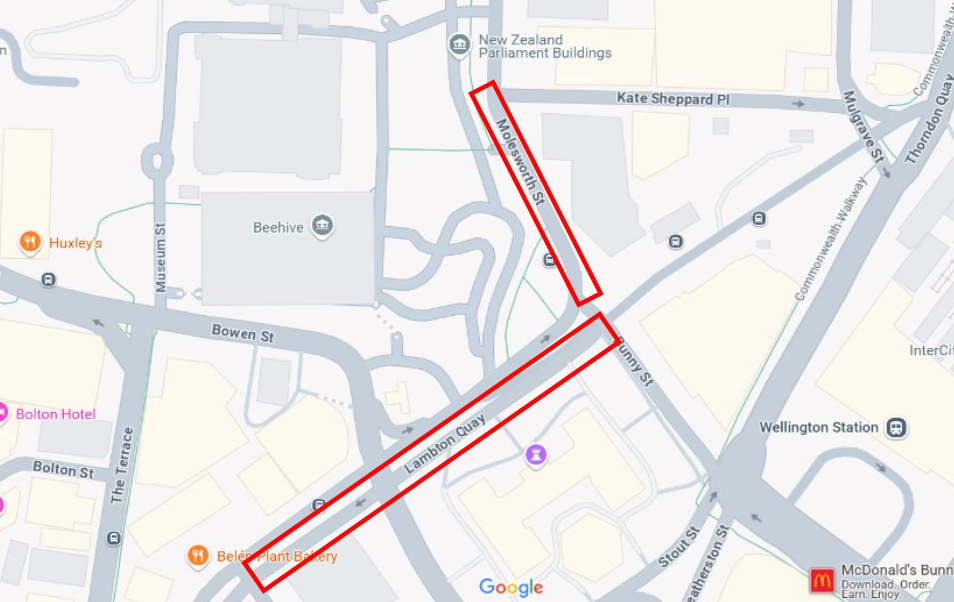 New Zealand
Parliament Buildings
Kate Sheppard Pl
Commonwealth-W
Mulgrave St
Thorndon Quay
Molesworth St
n
Commonwealth-Walkway
Beehive
Huxley's
Museum St
Bowen St
Bunny St
InterCit
Bolton Hotel
Wellington Station
Lambton Quay
Bolton St
The Terrace
Stout St
Belén Plant Bakery
eatherston St
Google
McDonald's Bunn
Download. Order.
Earn. Enjoy.